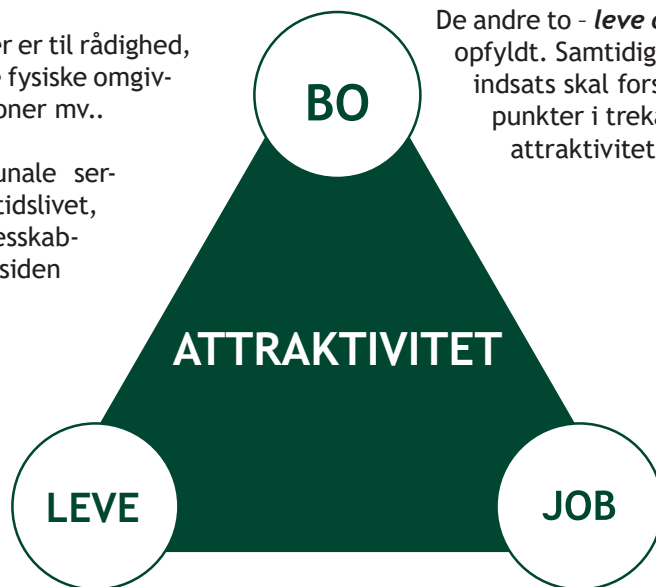 er er til rådighed,
e fysiske omgiv-
oner mv..
unale ser-
tidslivet,
esskab-
siden
De andre to - leve
opfyldt. Samtidig
indsats skal fors
punkter i treka
attraktivitet
BO
ATTRAKTIVITET
LEVE
JOB